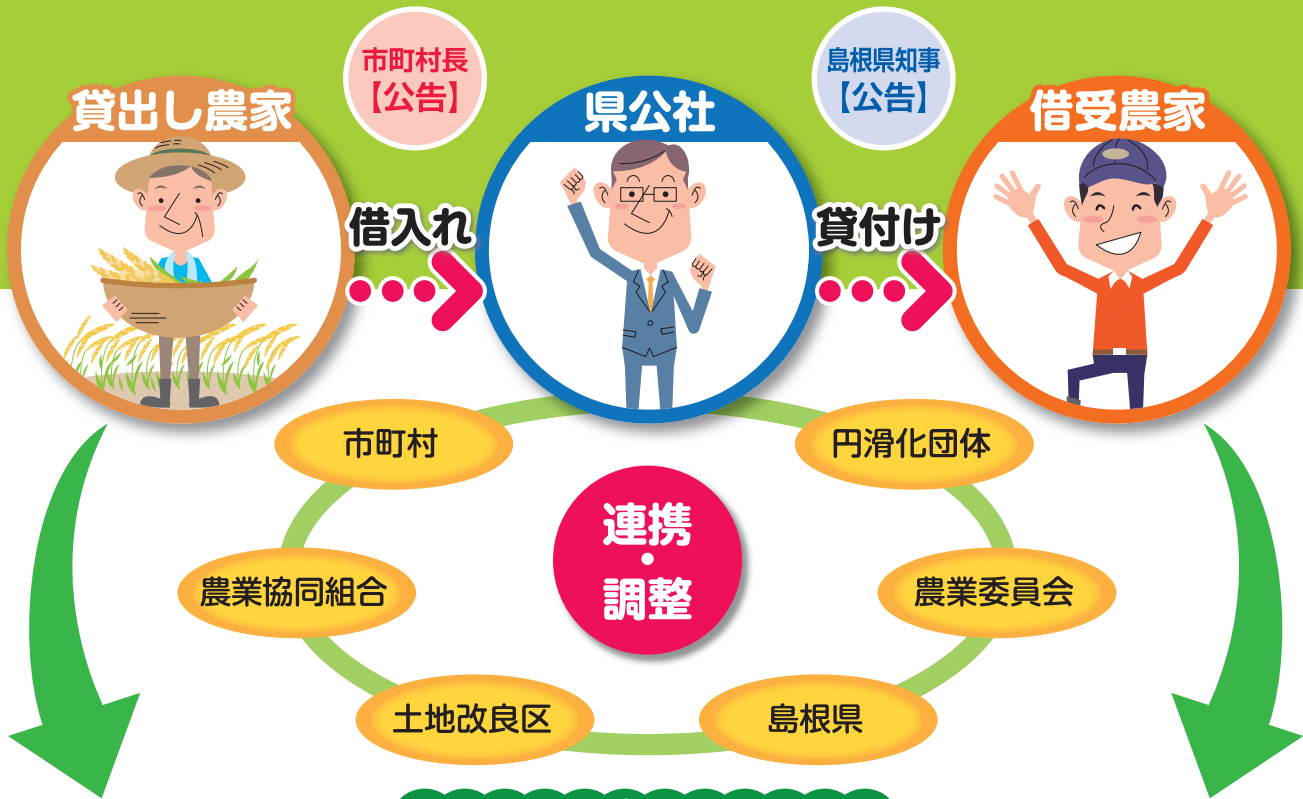 市町村長
【公告】
島根県知事
【公告】
貸出し農家
県公社
借受農家
借入れ
貸付け
市町村
円滑化団体
連携
・
調整
農業協同組合
農業委員会
土地改良区
島根県